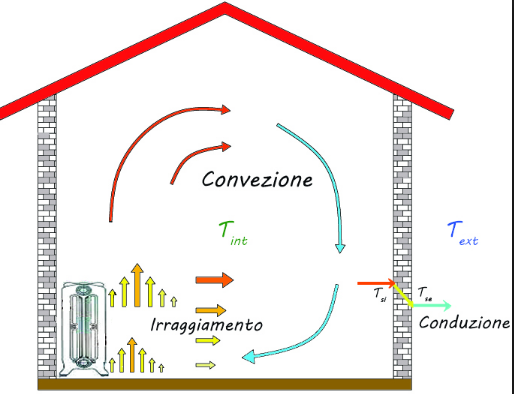 Convezione
T int
T ext
T si
T se
Irraggiamento
Conduzione